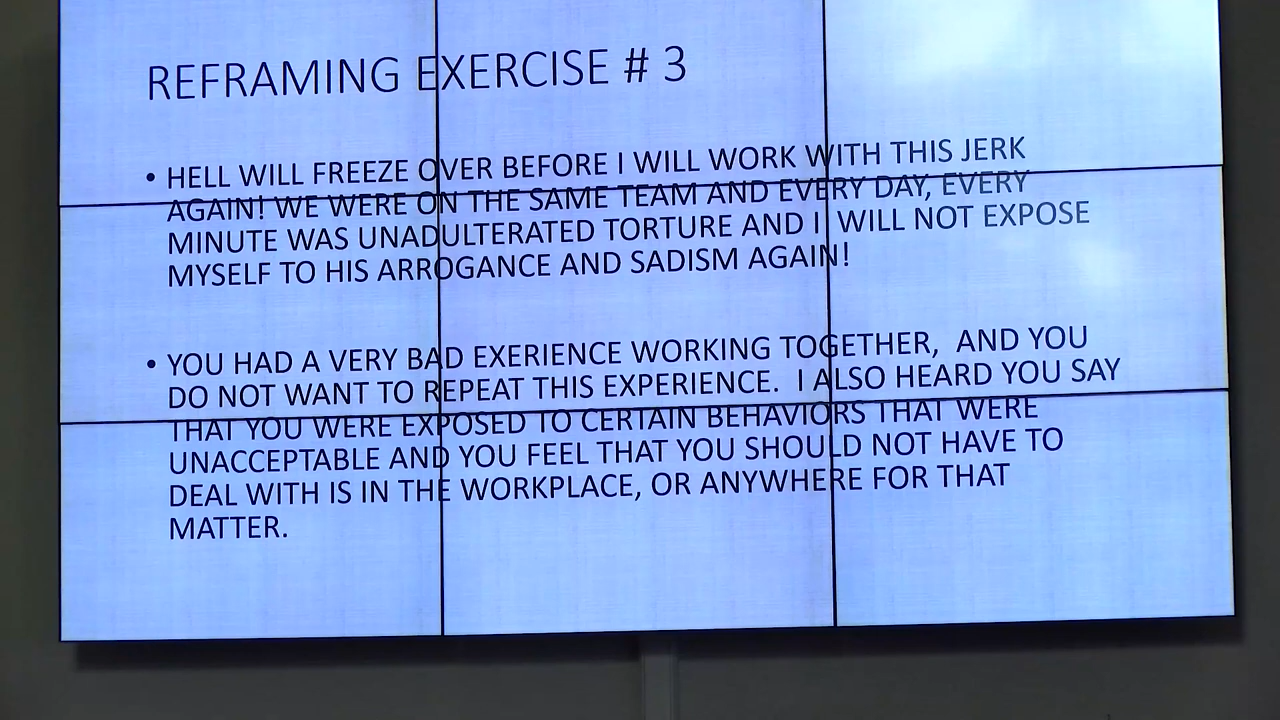 REFRAMING EXERCISE # 3
• HELL WILL FREEZE OVER BEFORE I WILL WORK WITH THIS JERK
AGAIN! WE WERE ON THE SAME TEAM AND EVERY DAY, EVERY
MINUTE WAS UNADULTERATED TORTURE AND I WILL NOT EXPOSE
MYSELF TO HIS ARROGANCE AND SADISM AGAIN!
• YOU HAD A VERY BAD EXERIENCE WORKING TOGETHER, AND YOU
DO NOT WANT TO REPEAT THIS EXPERIENCE. I ALSO HEARD YOU SAY
THAT YOU WERE EXPOSED TO CERTAIN BEHAVIORS THAT WERE
UNACCEPTABLE AND YOU FEEL THAT YOU SHOULD NOT HAVE TO
DEAL WITH IS IN THE WORKPLACE, OR ANYWHERE FOR THAT
MATTER.